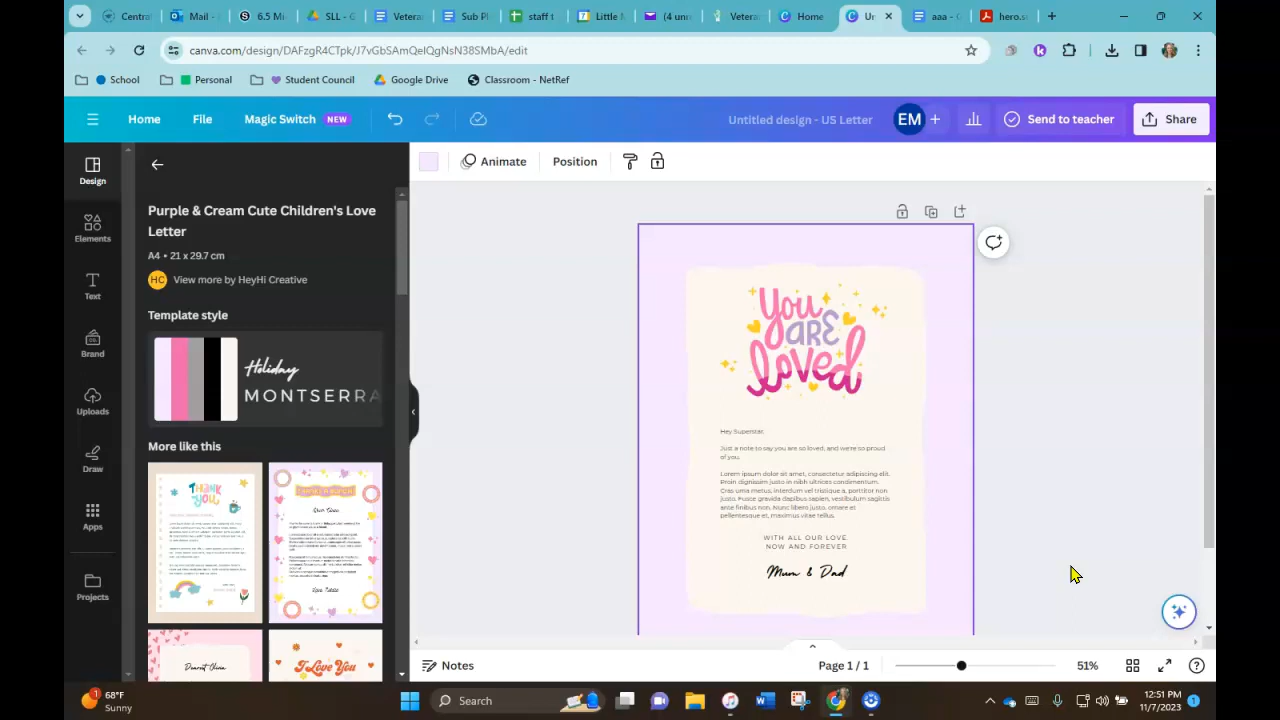 Central
Mail -
6.5 Mi
SLL - G
Veteran
Sub Pl
staff t
Little M
(4 unr
Veteran
Home
Un
aaa - G
hero.s
canva.com/design/DAFzgR4CTpk/J7vGbSAmQeIQgNsN38SMbA/edit
School
Personal
Student Council
Google Drive
Classroom - NetRef
Home
File
Magic Switch NEW
Untitled design - US Letter
EM
Send to teacher
Share
Design
Elements
Text
Brand
Uploads
Draw
Apps
Projects
Purple & Cream Cute Children's Love
Letter
A4 • 21 x 29.7 cm
HC View more by HeyHi Creative
Template style
Holiday
MONTSERRA
More like this
THANK
YOU
Dearest Olivia
I Love You
Animate
Position
You
ARE
loved
Hey Superstar,
Just a note to say you are so loved, and we're so proud
of you.
Lorem ipsum dolor sit amet, consectetur adipiscing elit.
Proin dignissim justo in nibh ultrices condimentum.
Cras urna metus, interdum vel tristique a, porttitor non
justo. Fusce gravida dapibus sapien, vestibulum sagittis
ante finibus non. Nunc libero justo, ornare et
pellentesque et, maximus vitae tellus.
WITH ALL OUR LOVE,
NOW AND FOREVER
Mum & Dad
Notes
Page 1 / 1
51%
1
68°F
Sunny
Search
12:51 PM
11/7/2023
1